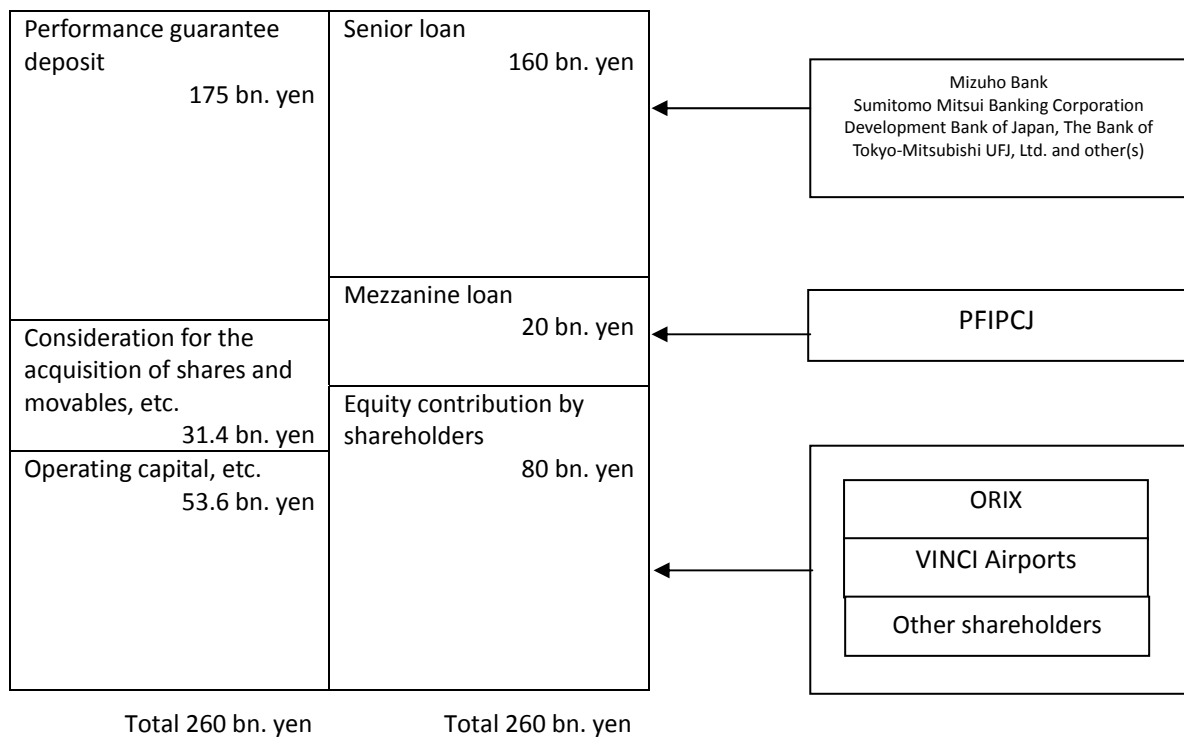 Performance guarantee
deposit
175 bn. yen
Consideration for the
acquisition of shares and
movables, etc.
31.4 bn. yen
Operating capital, etc.
53.6 bn. yen
Total 260 bn. yen
Senior loan
160 bn. yen
Mezzanine loan
20 bn. yen
Equity contribution by
shareholders
80 bn. yen
Total 260 bn. yen
Mizuho Bank
Sumitomo Mitsui Banking Corporation
Development Bank of Japan, The Bank of
Tokyo-Mitsubishi UFJ, Ltd. and other(s)
PFIPCJ
ORIX
VINCI Airports
Other shareholders